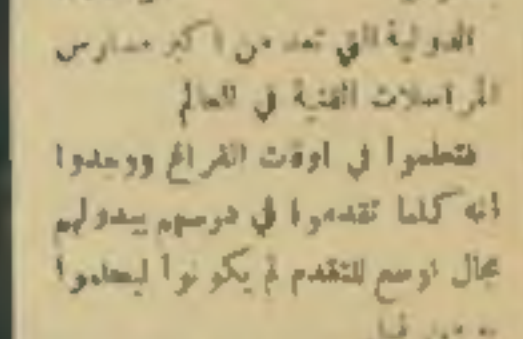 الدولية التي تعد من اكبر مدارس
المراسلات الفنية في العالم
فتعلموا في اوقات الفراغ ووجدوا
انه كلما تقدموا في درسهم يبدو لهم
مجال اوسع للتقدم لم يكونوا ليحلموا